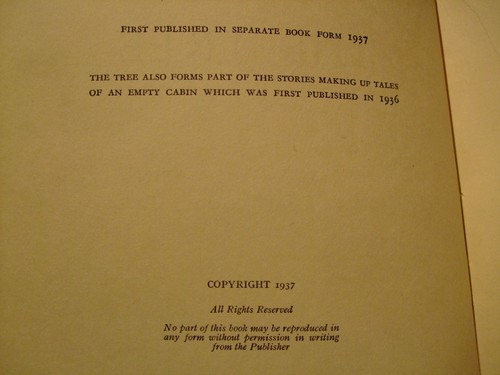 FIRST PUBLISHED IN SEPARATE BOOK FORM 1937
THE TREE ALSO FORMS PART OF THE STORIES MAKING UP TALES
OF AN EMPTY CABIN WHICH WAS FIRST PUBLISHED IN 1936
COPYRIGHT 1937
All Rights Reserved
No part of this book may be reproduced in
any form without permission in writing
from the Publisher